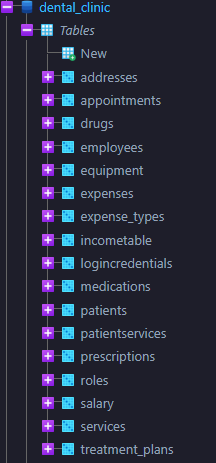 dental_clinic
Tables
New
addresses
appointments
drugs
employees
equipment
expenses
expense_types
incometable
logincredentials
medications
patients
patientservices
prescriptions
roles
salary
services
treatment_plans